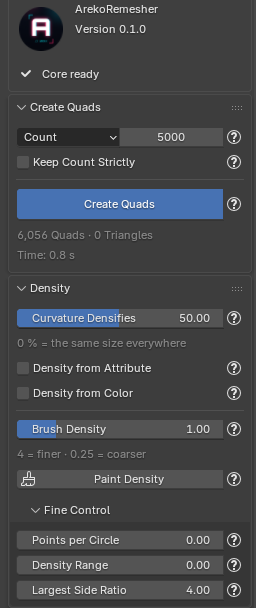 ArekoRemesher
Version 0.1.0
Core ready
Create Quads
Count 5000 ?
Keep Count Strictly ?
Create Quads ?
6,056 Quads · 0 Triangles
Time: 0.8 s
Density
Curvature Densifies 50.00 ?
0 % = the same size everywhere
Density from Attribute ?
Density from Color ?
Brush Density 1.00 ?
4 = finer · 0.25 = coarser
Paint Density ?
Fine Control
Points per Circle 0.00 ?
Density Range 0.00 ?
Largest Side Ratio 4.00 ?